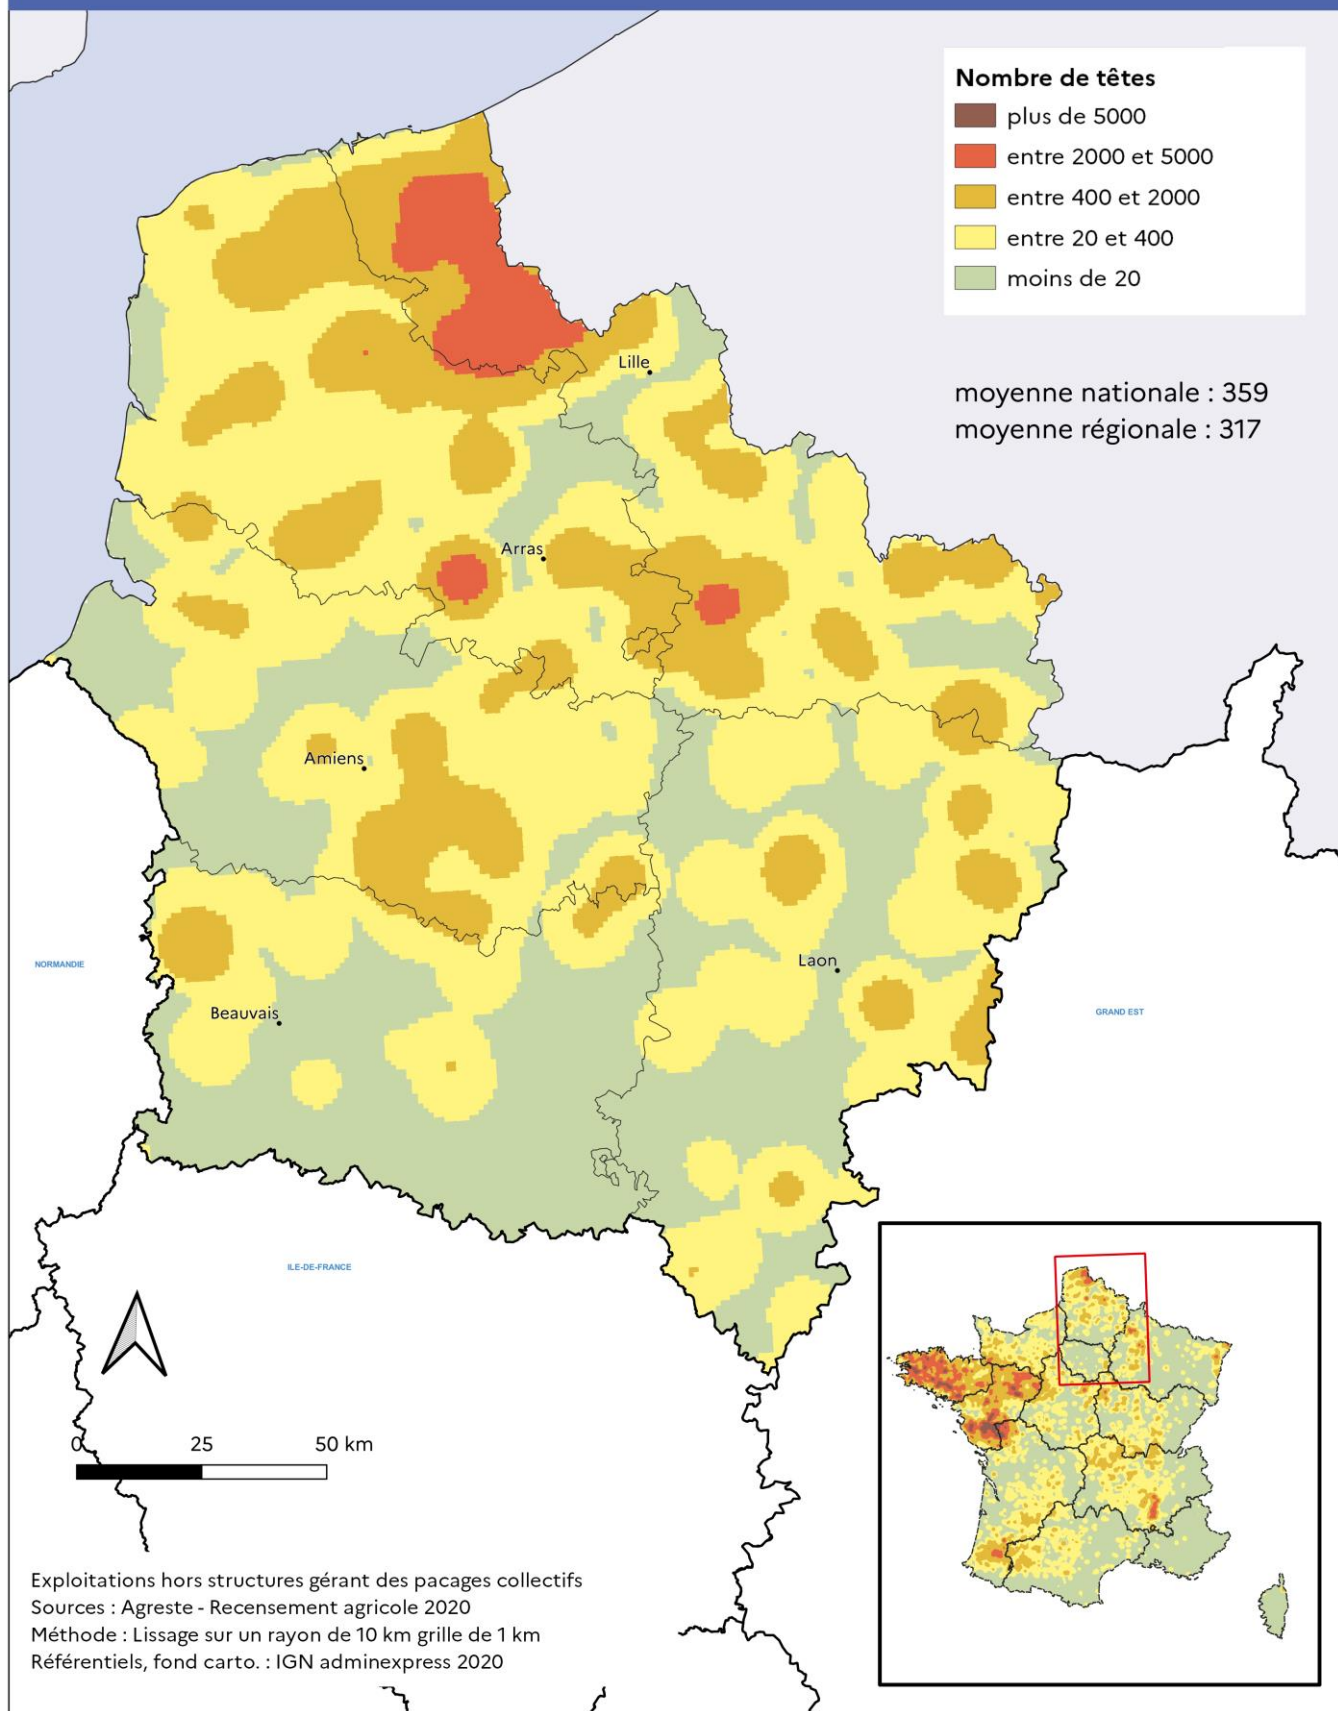 Nombre de têtes
plus de 5000
entre 2000 et 5000
entre 400 et 2000
entre 20 et 400
moins de 20
moyenne nationale : 359
moyenne régionale : 317
Lille
Arras
Amiens
Laon
Beauvais
NORMANDIE
GRAND EST
ILE-DE-FRANCE
0 25 50 km
Exploitations hors structures gérant des pacages collectifs
Sources : Agreste - Recensement agricole 2020
Méthode : Lissage sur un rayon de 10 km grille de 1 km
Référentiels, fond carto. : IGN adminexpress 2020